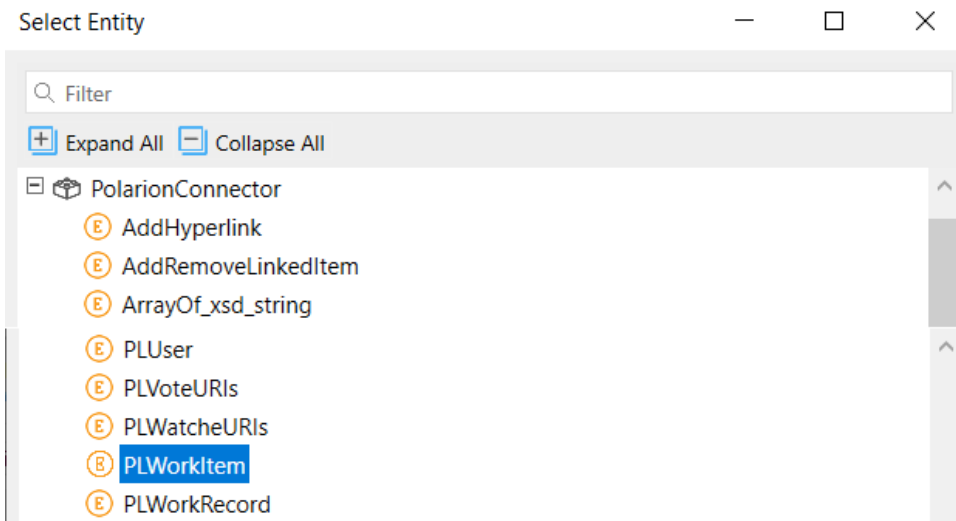 Select Entity
Filter
Expand All Collapse All
PolarionConnector
AddHyperlink
AddRemoveLinkedItem
ArrayOf_xsd_string
PLUser
PLVoteURIs
PLWatcheURIs
PLWorkItem
PLWorkRecord